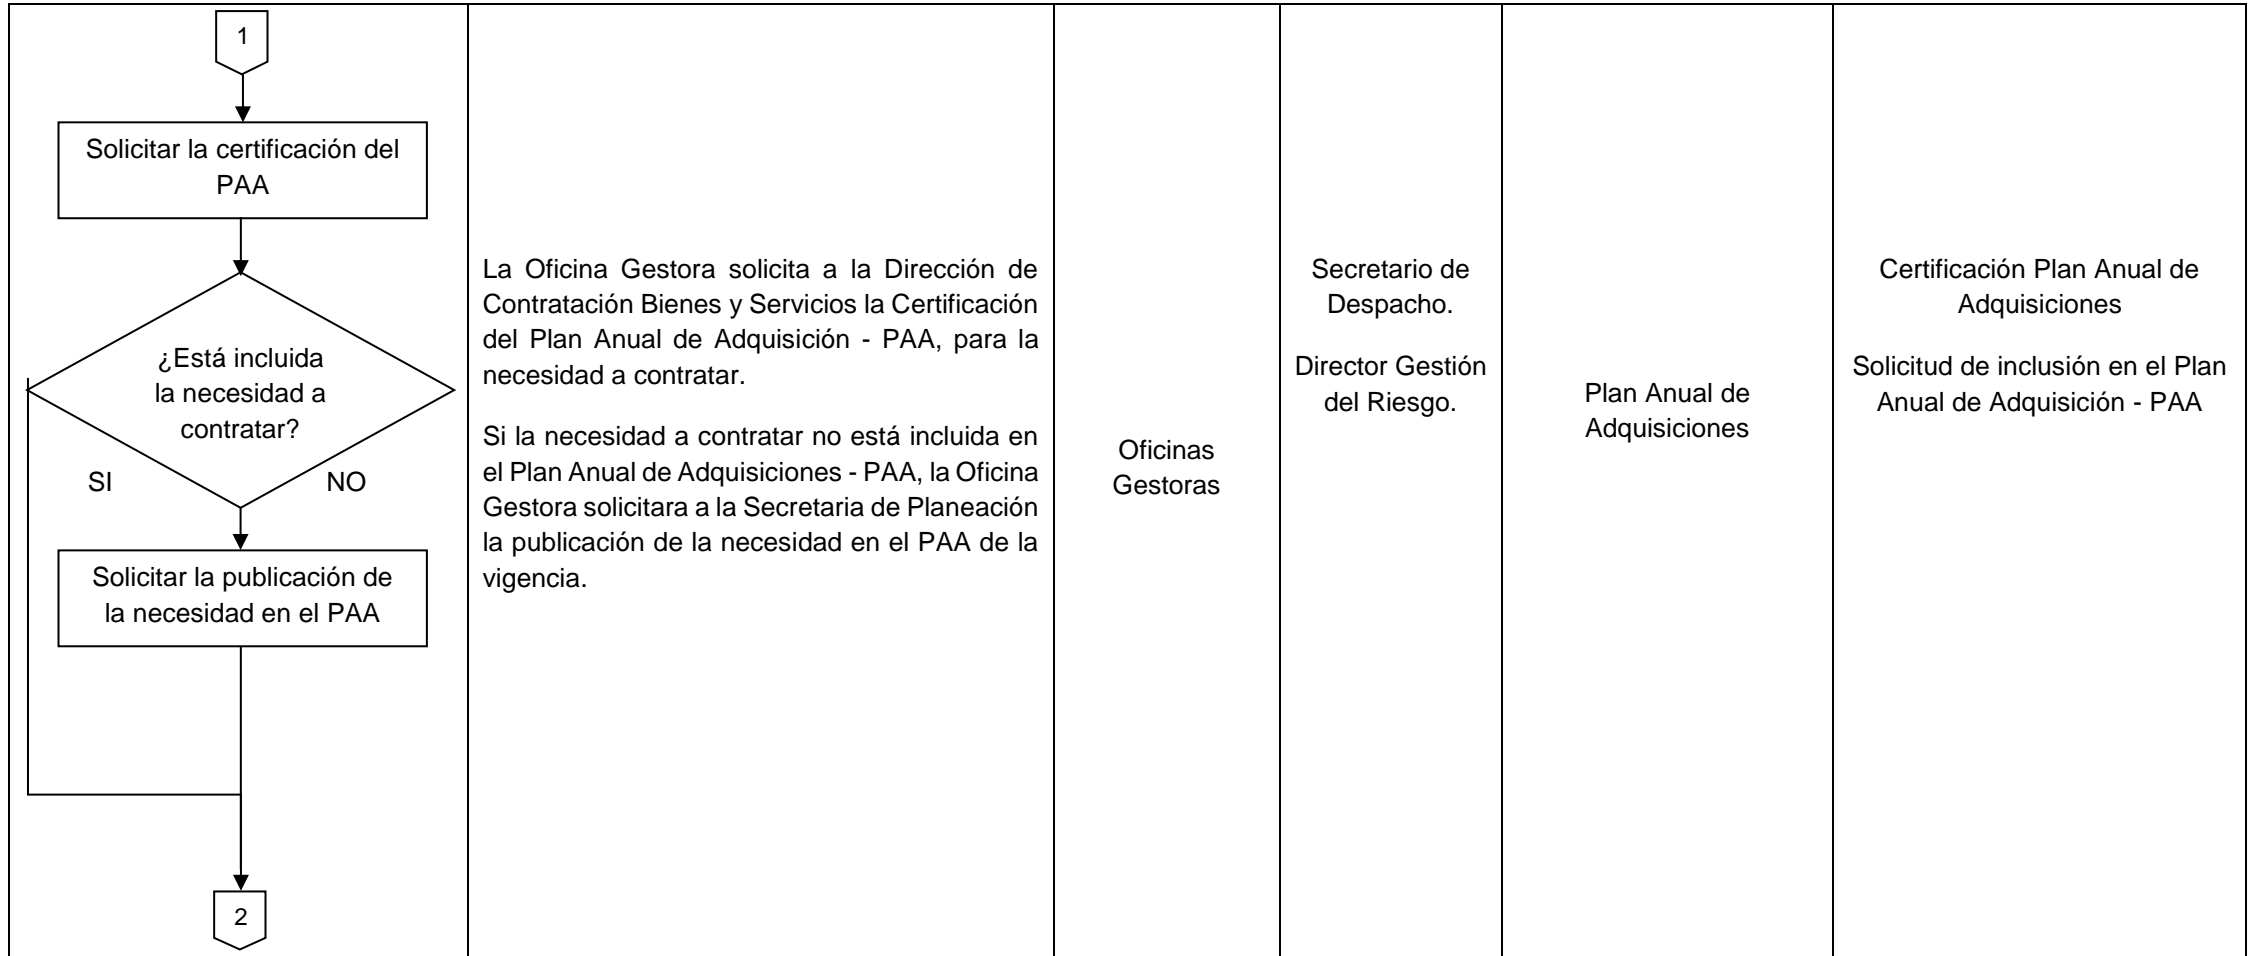 1
Solicitar la certificación del
PAA
¿Está incluida
la necesidad a
contratar?
SI
NO
Solicitar la publicación de
la necesidad en el PAA
2
La Oficina Gestora solicita a la Dirección de
Contratación Bienes y Servicios la Certificación
del Plan Anual de Adquisición - PAA, para la
necesidad a contratar.
Si la necesidad a contratar no está incluida en
el Plan Anual de Adquisiciones - PAA, la Oficina
Gestora solicitara a la Secretaria de Planeación
la publicación de la necesidad en el PAA de la
vigencia.
Oficinas
Gestoras
Secretario de
Despacho.
Director Gestión
del Riesgo.
Plan Anual de
Adquisiciones
Certificación Plan Anual de
Adquisiciones
Solicitud de inclusión en el Plan
Anual de Adquisición - PAA